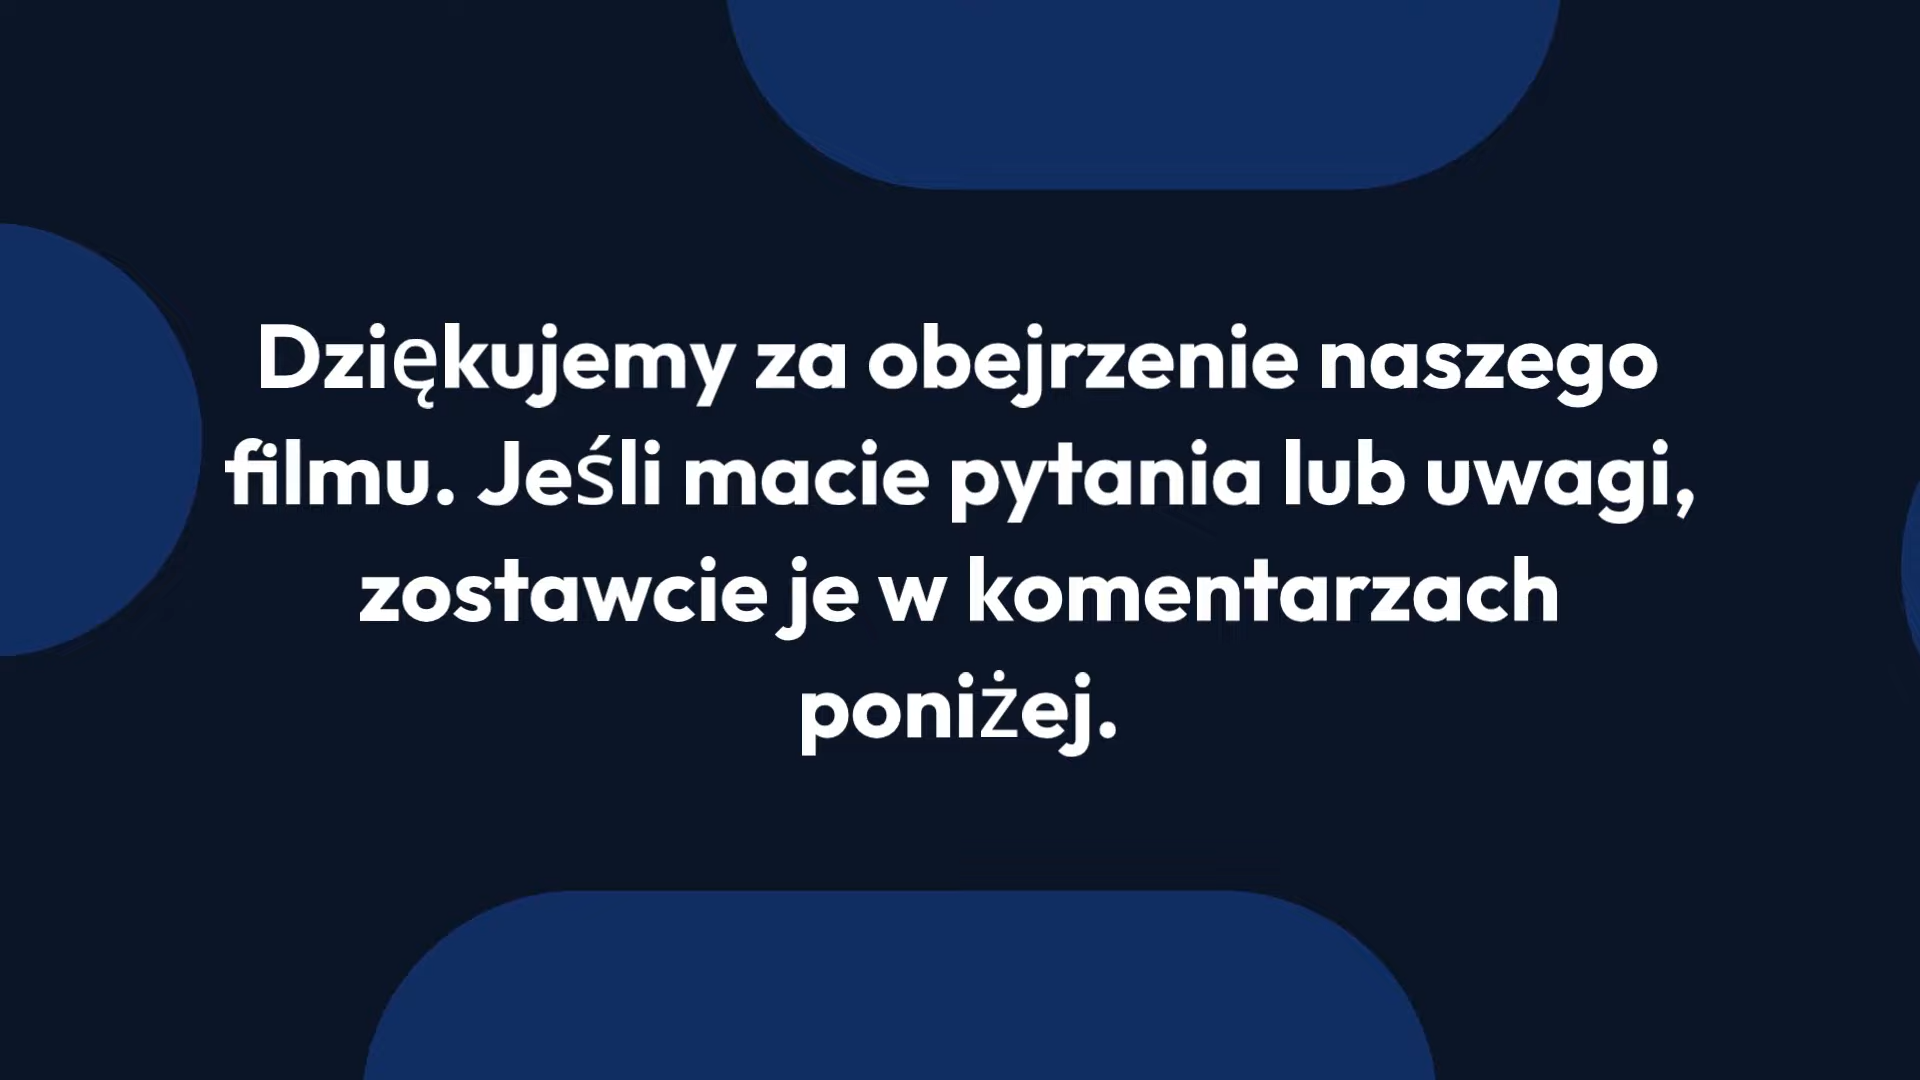 Dziękujemy za obejrzenie naszego
filmu. Jeśli macie pytania lub uwagi,
zostawcie je w komentarzach
poniżej.